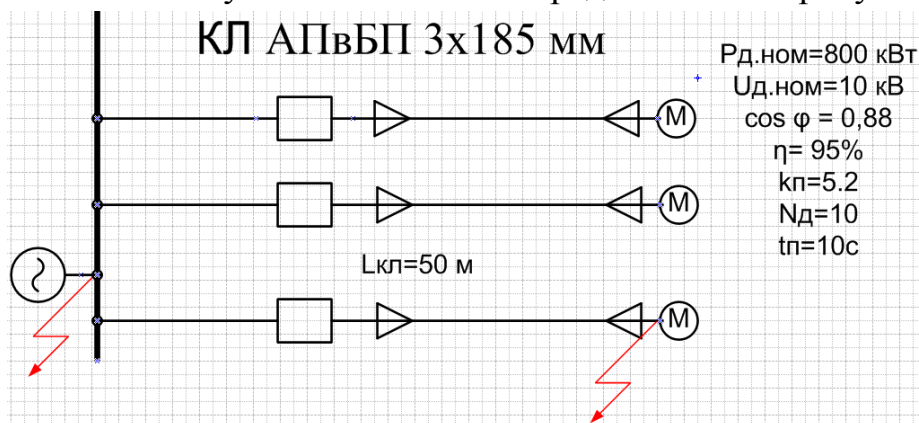 КЛ АПвБП 3х185 мм
Рд.ном=800 кВт
Uд.ном=10 кВ
cos φ = 0,88
η= 95%
kп=5.2
Nд=10
tп=10с
М
М
Lкл=50 м
М